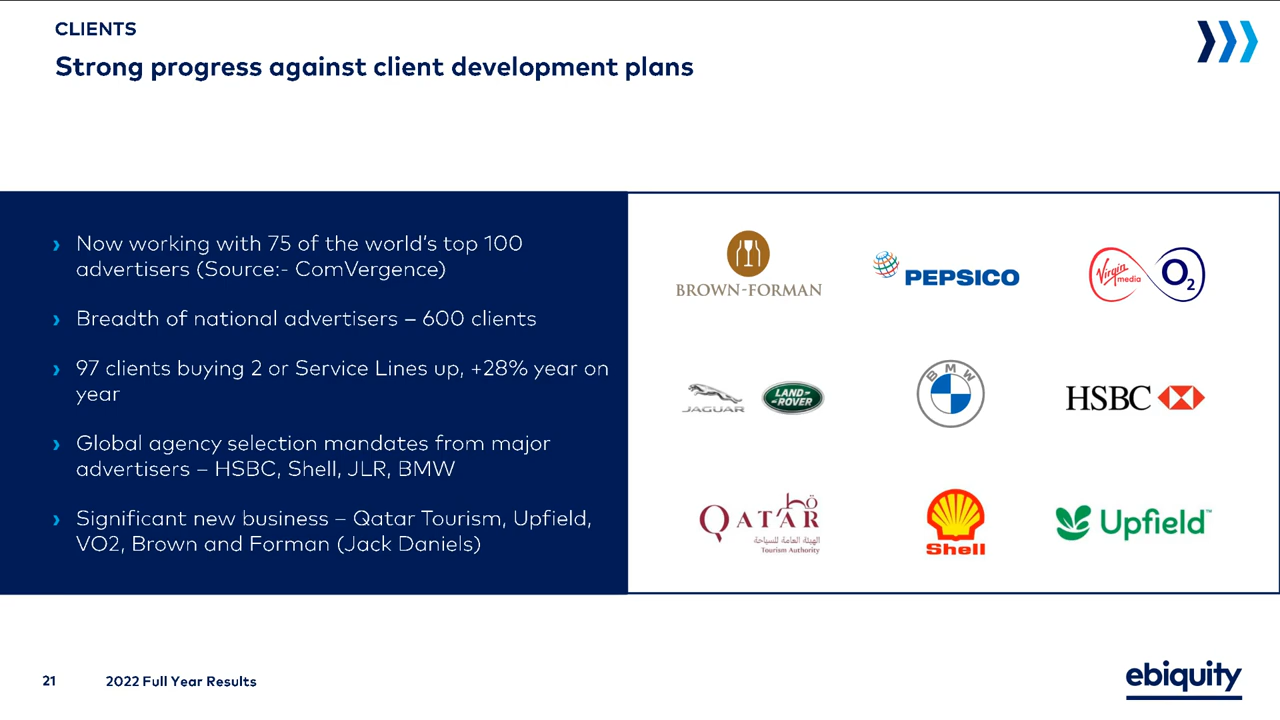 CLIENTS
Strong progress against client development plans
› Now working with 75 of the world's top 100
advertisers (Source:- ComVergence)
› Breadth of national advertisers – 600 clients
› 97 clients buying 2 or Service Lines up, +28% year on
year
› Global agency selection mandates from major
advertisers – HSBC, Shell, JLR, BMW
› Significant new business – Qatar Tourism, Upfield,
VO2, Brown and Forman (Jack Daniels)
BROWN-FORMAN
PEPSICO
Virgin
media
O2
JAGUAR
LAND-
ROVER
BMW
HSBC
QATAR
قطر
الهيئة العامة للسياحة
Tourism Authority
Shell
Upfield™
21
2022 Full Year Results
ebiquity